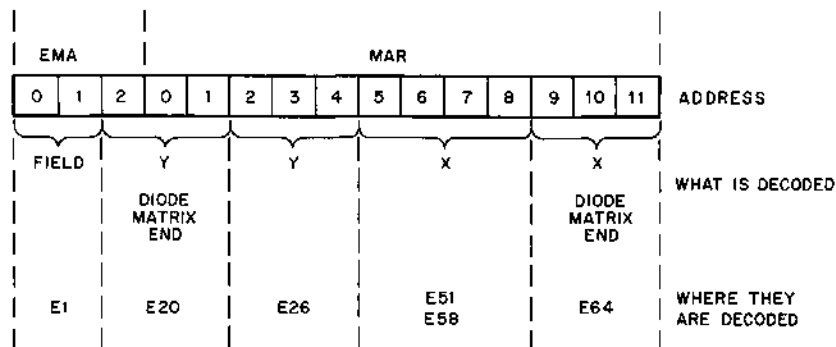 EMA MAR
0 1 2 0 1 2 3 4 5 6 7 8 9 10 11 ADDRESS
FIELD Y Y X X
WHAT IS DECODED
DIODE MATRIX END
DIODE MATRIX END
E1 E20 E26 E51 E58 E64
WHERE THEY ARE DECODED